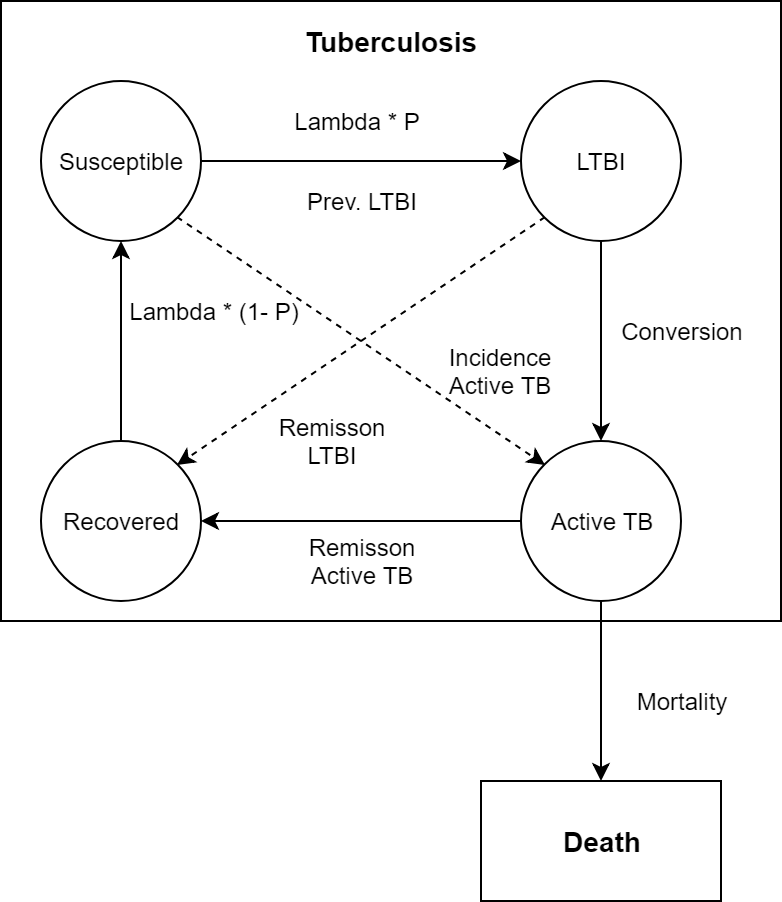 Tuberculosis
Lambda * P
Susceptible
LTBI
Prev. LTBI
Lambda * (1- P)
Conversion
Incidence
Active TB
Remisson
LTBI
Recovered
Active TB
Remisson
Active TB
Mortality
Death